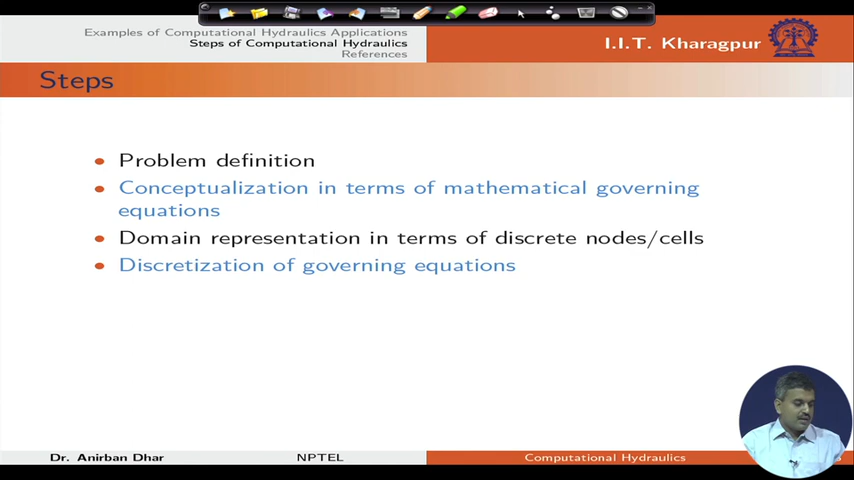 Examples of Computational Hydraulics Applications
Steps of Computational Hydraulics
References
I.I.T. Kharagpur
Steps
Problem definition
Conceptualization in terms of mathematical governing
equations
Domain representation in terms of discrete nodes/cells
Discretization of governing equations
Dr. Anirban Dhar
NPTEL
Computational Hydraulics